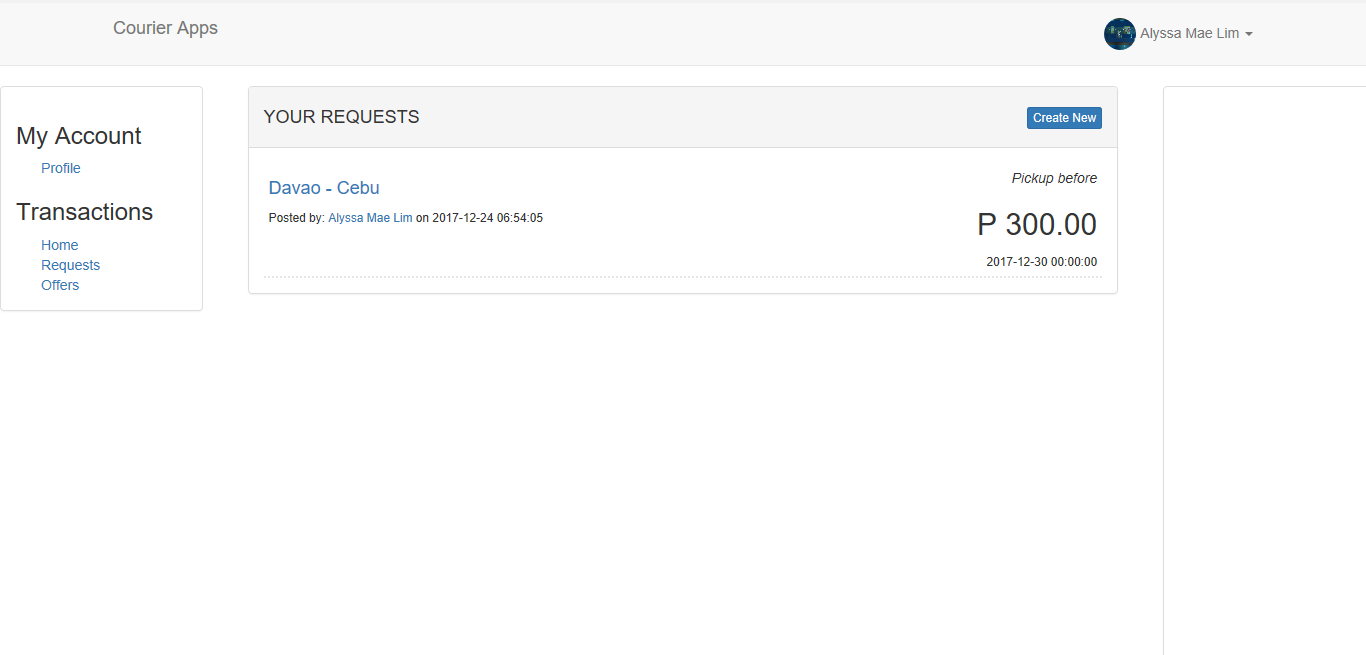 Courier Apps
Alyssa Mae Lim
My Account
Profile
Transactions
Home
Requests
Offers
YOUR REQUESTS
Create New
Davao - Cebu
Posted by: Alyssa Mae Lim on 2017-12-24 06:54:05
Pickup before
P 300.00
2017-12-30 00:00:00